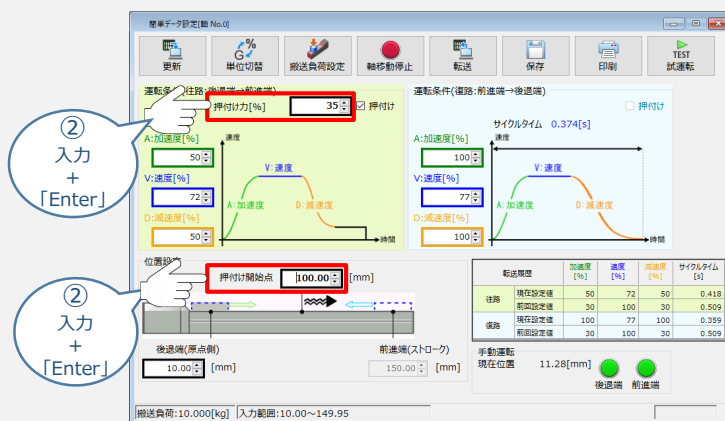 簡単データ設定[軸 No.0]
更新
単位切替
搬送負荷設定
軸移動停止
転送
保存
印刷
TEST
試運転
運転条件(往路:後退端→前進端)
押付け力[%] 35 押付け
A:加速度[%]
50
V:速度[%]
72
D:減速度[%]
50
速度
V:速度
A:加速度
D:減速度
時間
運転条件(復路:前進端→後退端)
押付け
サイクルタイム 0.374[s]
A:加速度[%]
100
V:速度[%]
77
D:減速度[%]
100
速度
V:速度
A:加速度
D:減速度
時間
②
入力
+
「Enter」
②
入力
+
「Enter」
位置設定
押付け開始点 100.00 [mm]
後退端(原点側)
10.00 [mm]
前進端(ストローク)
150.00 [mm]
転送履歴 加速度[%] 速度[%] 減速度[%] サイクルタイム[s]
往路 現在設定値 50 72 50 0.418
前回設定値 30 100 30 0.509
復路 現在設定値 100 77 100 0.359
前回設定値 30 100 30 0.509
手動運転
現在位置 11.28[mm]
後退端 前進端
搬送負荷:10.000[kg] 入力範囲:10.00～149.95